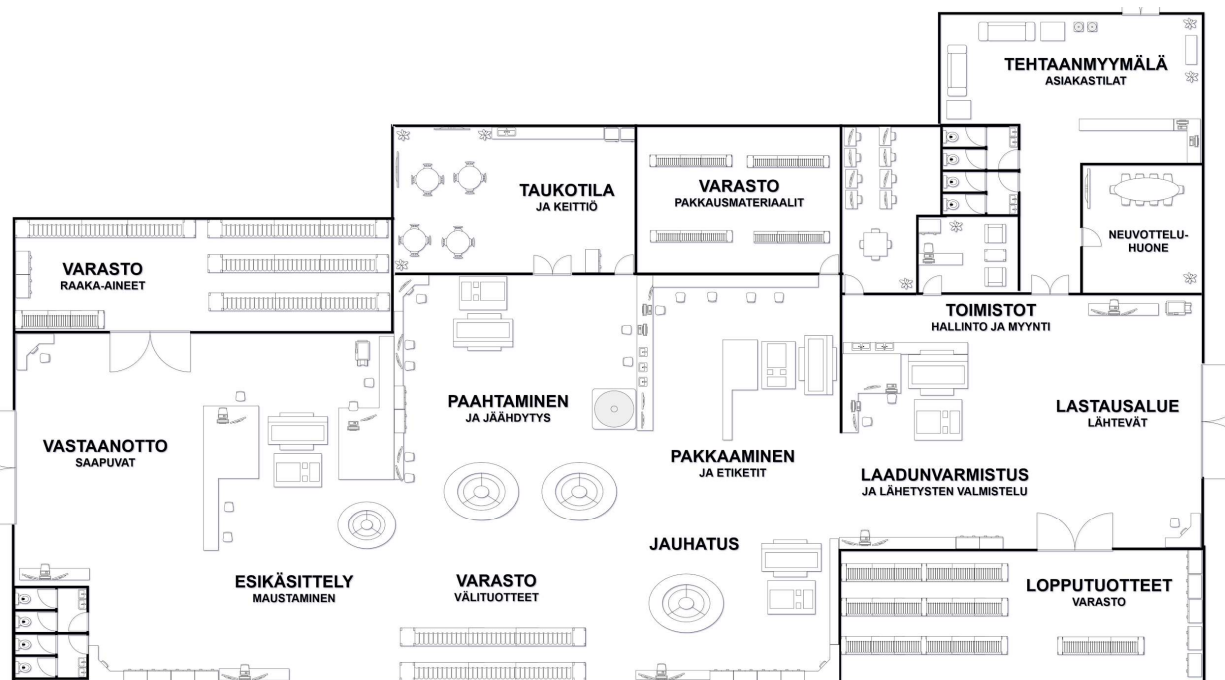 TEHTAANMYYMÄLÄ
ASIAKASTILAT
TAUKOTILA
JA KEITTIÖ
VARASTO
PAKKAUSMATERIAALIT
NEUVOTTELU-
HUONE
VARASTO
RAAKA-AINEET
TOIMISTOT
HALLINTO JA MYYNTI
PAAHTAMINEN
JA JÄÄHDYTYS
LASTAUSALUE
LÄHTEVÄT
VASTAANOTTO
SAAPUVAT
PAKKAAMINEN
JA ETIKETIT
LAADUNVARMISTUS
JA LÄHETYSTEN VALMISTELU
JAUHATUS
ESIKÄSITTELY
MAUSTAMINEN
VARASTO
VÄLITUOTTEET
LOPPUTUOTTEET
VARASTO